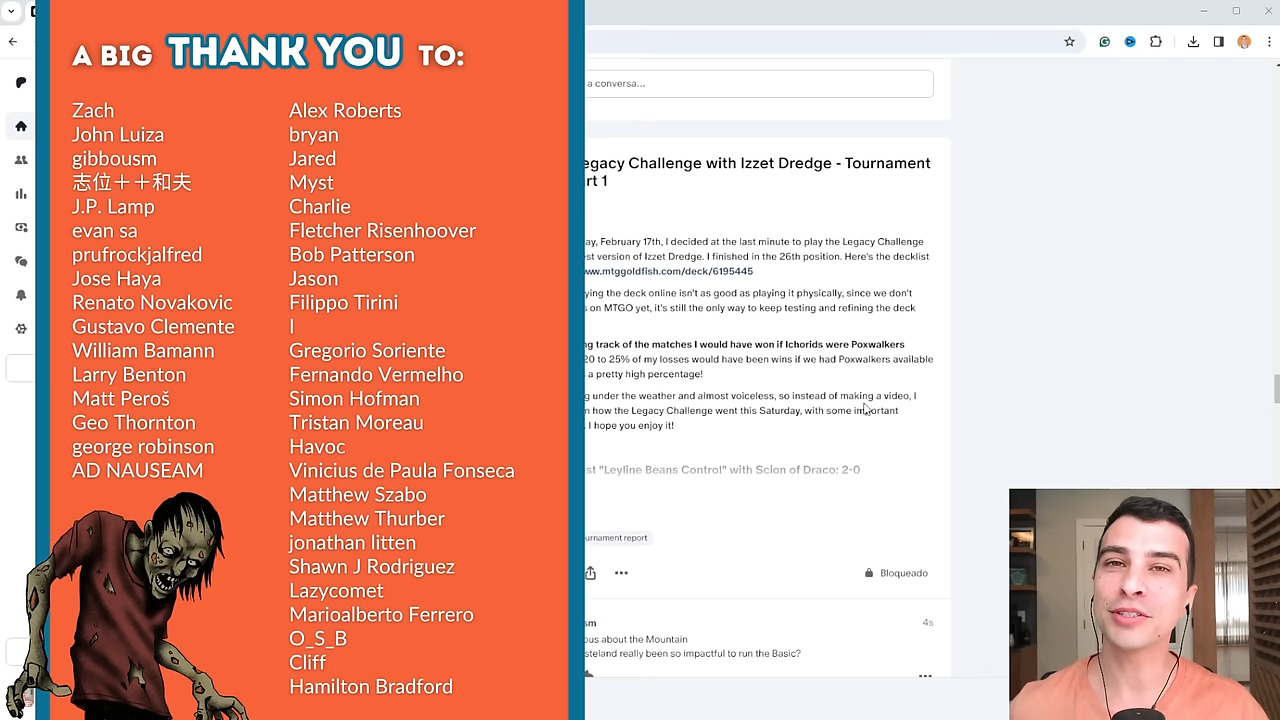 A BIG THANK YOU TO:
Zach
John Luiza
gibbousm
志位＋＋和夫
J.P. Lamp
evan sa
prufrockjalfred
Jose Haya
Renato Novakovic
Gustavo Clemente
William Bamann
Larry Benton
Matt Peroš
Geo Thornton
george robinson
AD NAUSEAM
Alex Roberts
bryan
Jared
Myst
Charlie
Fletcher Risenhoover
Bob Patterson
Jason
Filippo Tirini
I
Gregorio Soriente
Fernando Vermelho
Simon Hofman
Tristan Moreau
Havoc
Vinicius de Paula Fonseca
Matthew Szabo
Matthew Thurber
jonathan litten
Shawn J Rodriguez
Lazycomet
Marioalberto Ferrero
O_S_B
Cliff
Hamilton Bradford
a conversa...
egacy Challenge with Izzet Dredge - Tournament
rt 1
ay, February 17th, I decided at the last minute to play the Legacy Challenge
est version of Izzet Dredge. I finished in the 26th position. Here's the decklist
ww.mtggoldfish.com/deck/6195445
ying the deck online isn't as good as playing it physically, since we don't
s on MTGO yet, it's still the only way to keep testing and refining the deck
ng track of the matches I would have won if Ichorids were Poxwalkers
20 to 25% of my losses would have been wins if we had Poxwalkers available
a pretty high percentage!
g under the weather and almost voiceless, so instead of making a video, I
n how the Legacy Challenge went this Saturday, with some important
. I hope you enjoy it!
st "Leyline Beans Control" with Scion of Draco: 2-0
urnament report
Bloqueado
sm
4s
ous about the Mountain
steland really been so impactful to run the Basic?